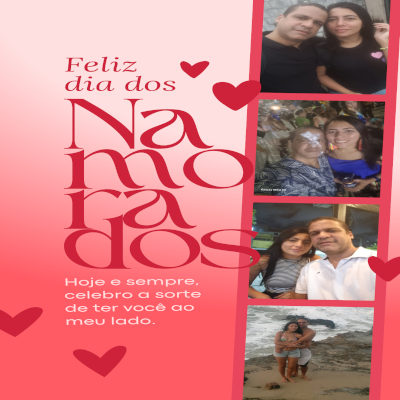 Feliz
dia dos
Na
mo
ra
dos
Hoje e sempre,
celebro a sorte
de ter você ao
meu lado.